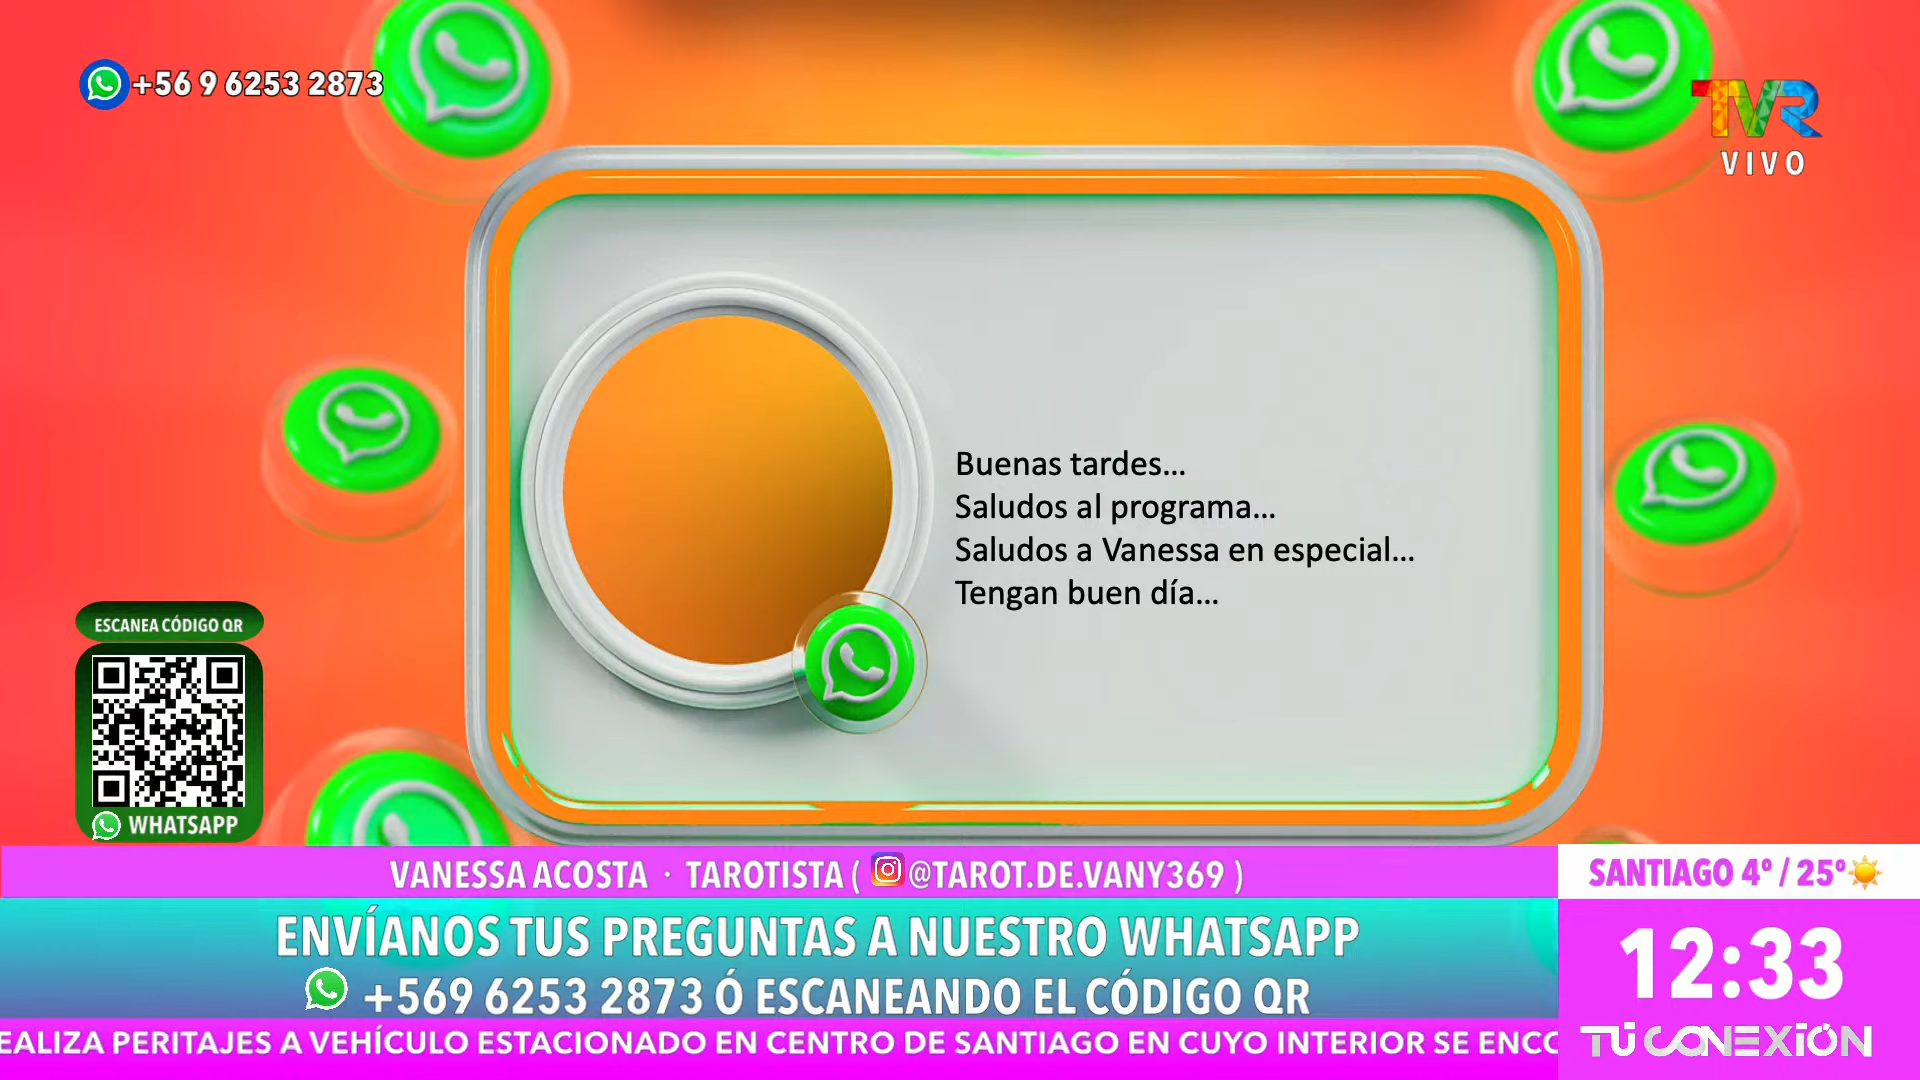 +56 9 6253 2873
TVR
VIVO
Buenas tardes...
Saludos al programa...
Saludos a Vanessa en especial...
Tengan buen día...
ESCANEA CÓDIGO QR
WHATSAPP
VANESSA ACOSTA · TAROTISTA ( @TAROT.DE.VANY369 )
SANTIAGO 4º / 25º
ENVÍANOS TUS PREGUNTAS A NUESTRO WHATSAPP
+569 6253 2873 Ó ESCANEANDO EL CÓDIGO QR
12:33
EALIZA PERITAJES A VEHÍCULO ESTACIONADO EN CENTRO DE SANTIAGO EN CUYO INTERIOR SE ENCO
TÚ CONEXIÓN